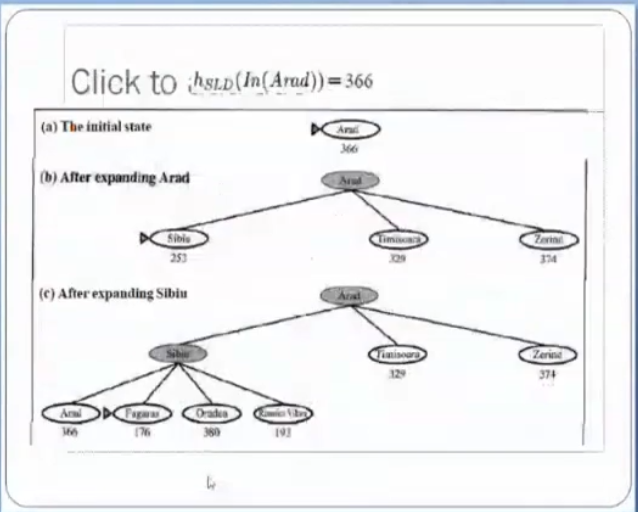 Click to h_SLD(In(Arad))=366
(a) The initial state
Arad
366
(b) After expanding Arad
Arad
Sibiu Timisoara Zerind
253 329 374
(c) After expanding Sibiu
Arad
Sibiu Timisoara Zerind
329 374
Arad Fagaras Oradea Rimnicu Vilcea
366 176 380 193